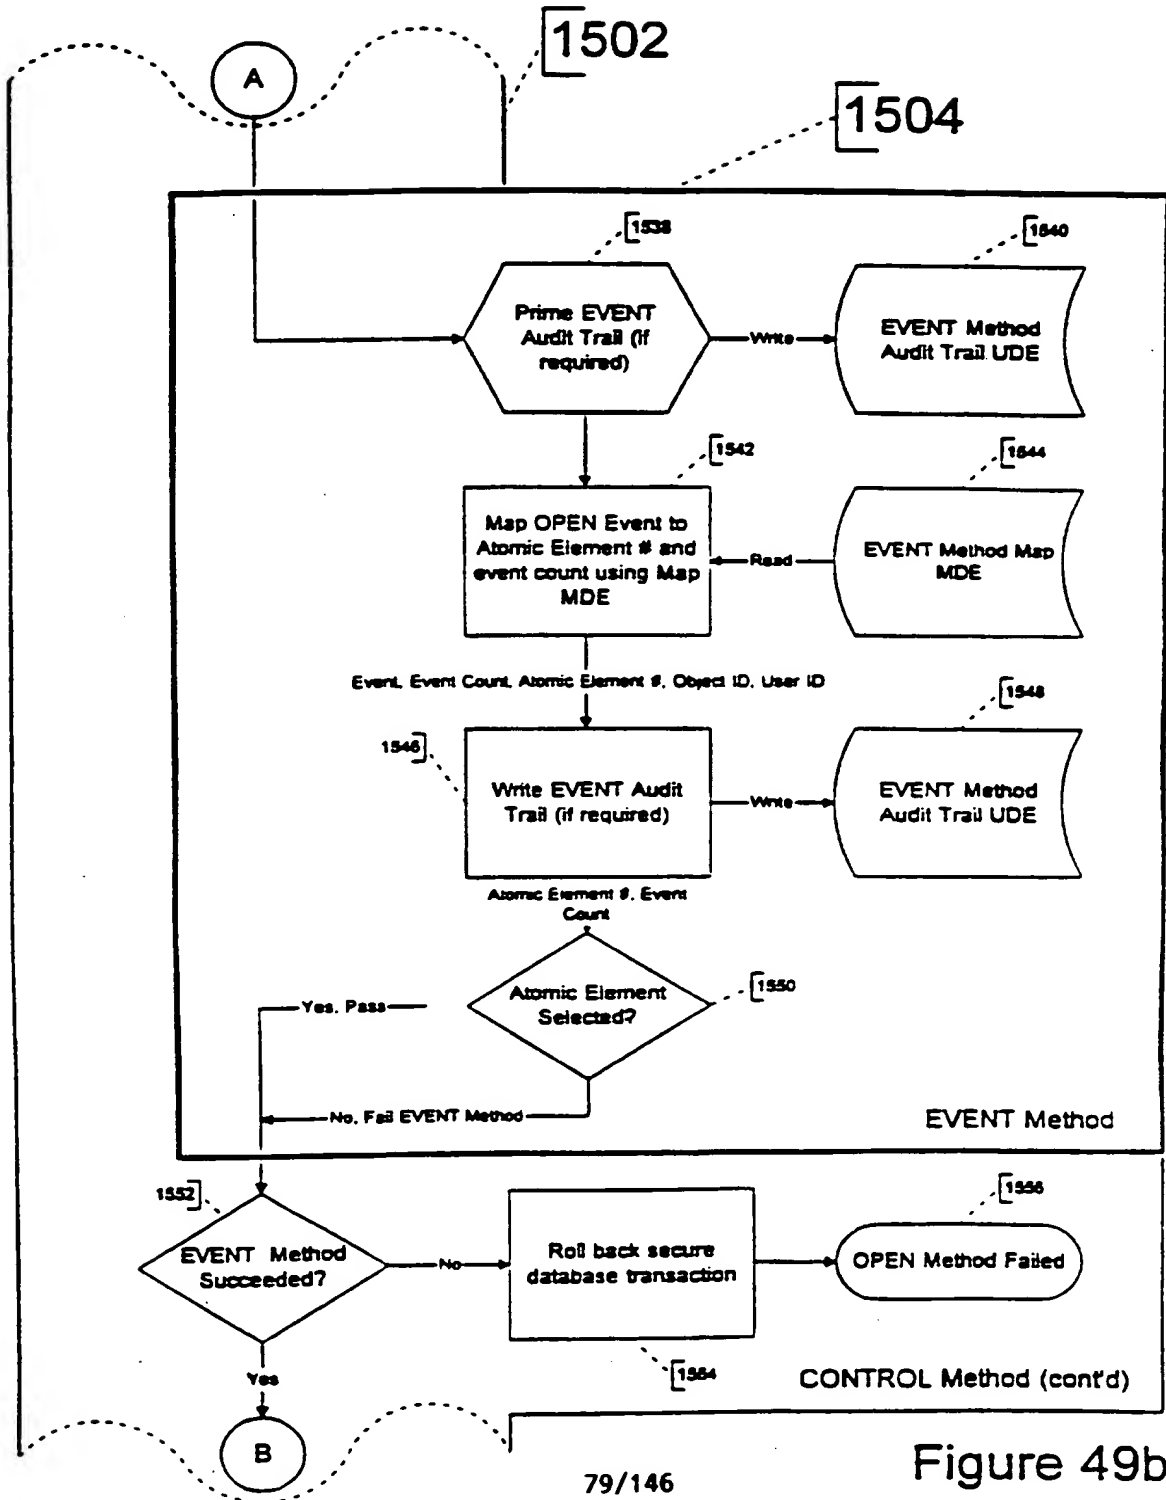 1502
A
1504
1538
1540
Prime EVENT
Audit Trail (if
required)
Write
EVENT Method
Audit Trail UDE
1542
1544
Map OPEN Event to
Atomic Element # and
event count using Map
MDE
Read
EVENT Method Map
MDE
Event, Event Count, Atomic Element #, Object ID, User ID
1548
1546
Write EVENT Audit
Trail (if required)
Write
EVENT Method
Audit Trail UDE
Atomic Element #, Event
Count
Atomic Element
Selected?
1550
Yes, Pass
No, Fail EVENT Method
EVENT Method
1552
1556
EVENT Method
Succeeded?
No
Roll back secure
database transaction
OPEN Method Failed
Yes
1554
CONTROL Method (cont'd)
B
Figure 49b
79/146